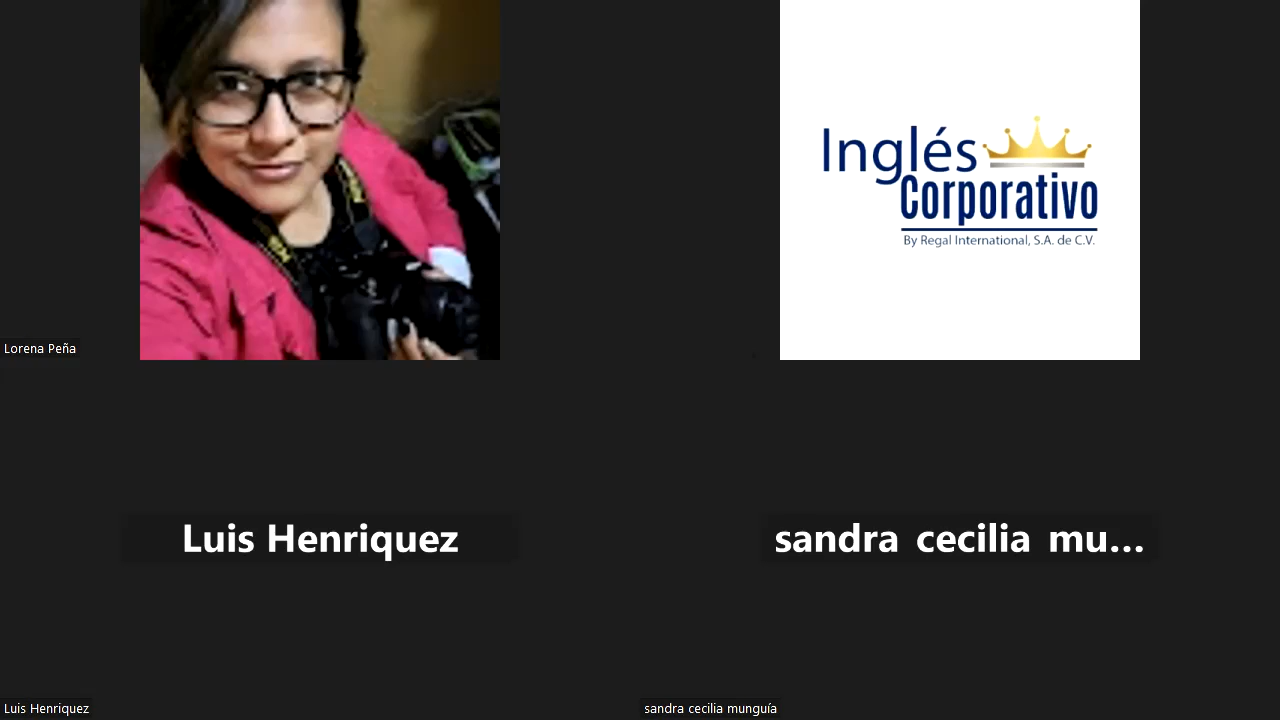 Inglés
Corporativo
By Regal International, S.A. de C.V.
Lorena Peña
Luis Henriquez
sandra cecilia mu...
Luis Henriquez
sandra cecilia munguía